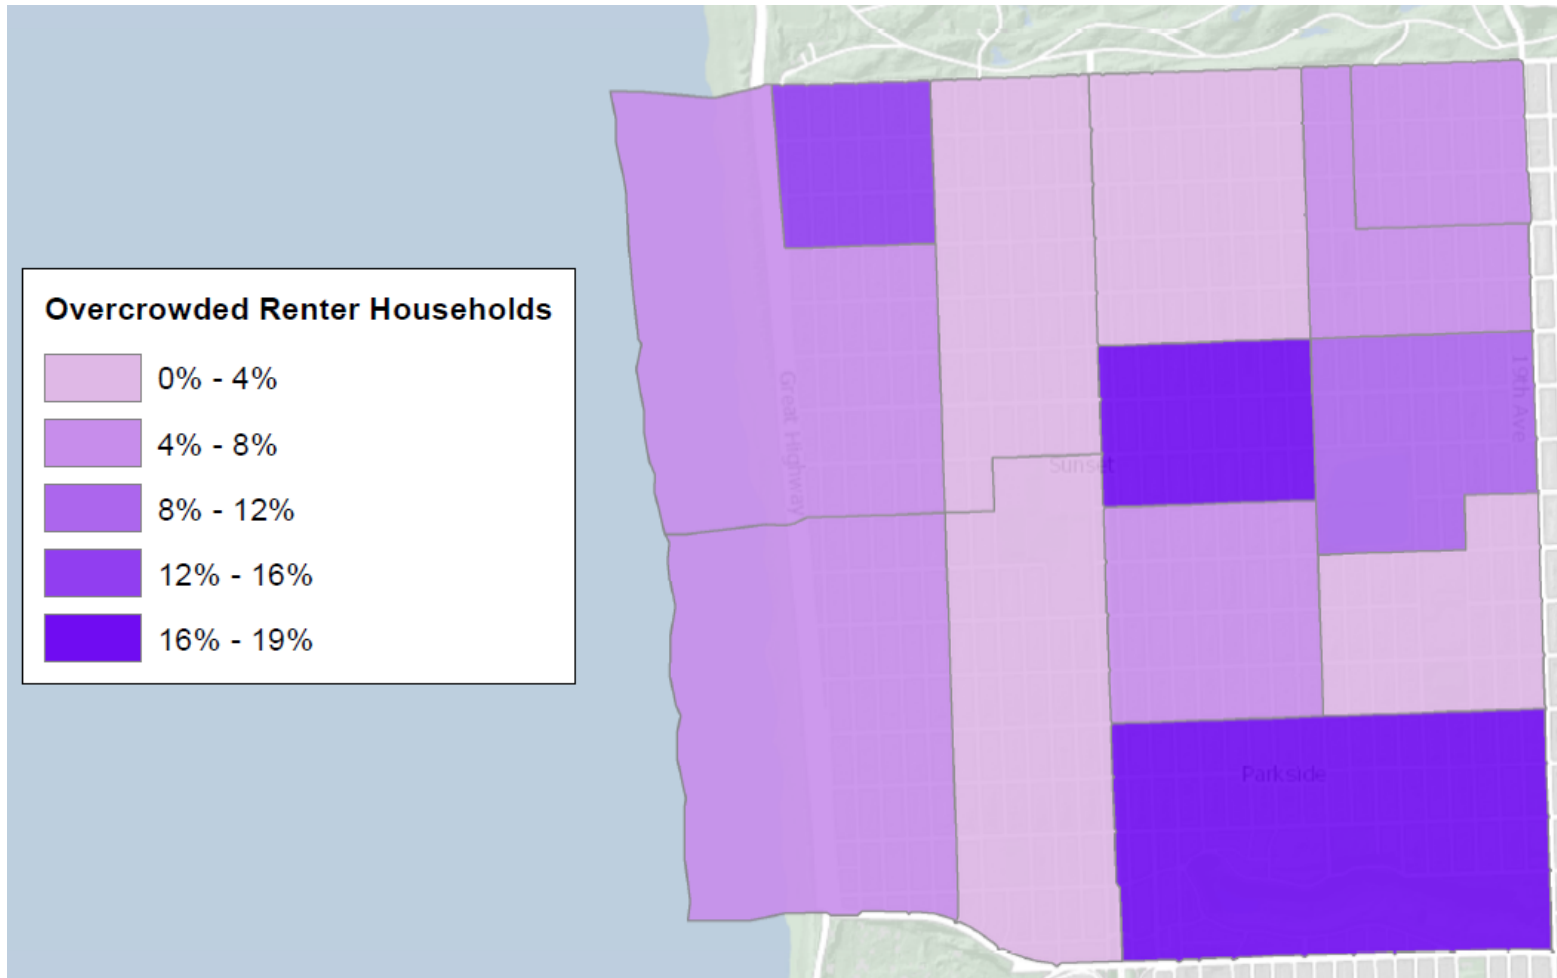 Overcrowded Renter Households
0% - 4%
4% - 8%
8% - 12%
12% - 16%
16% - 19%
Great Highway
Sunset
19th Ave
Parkside